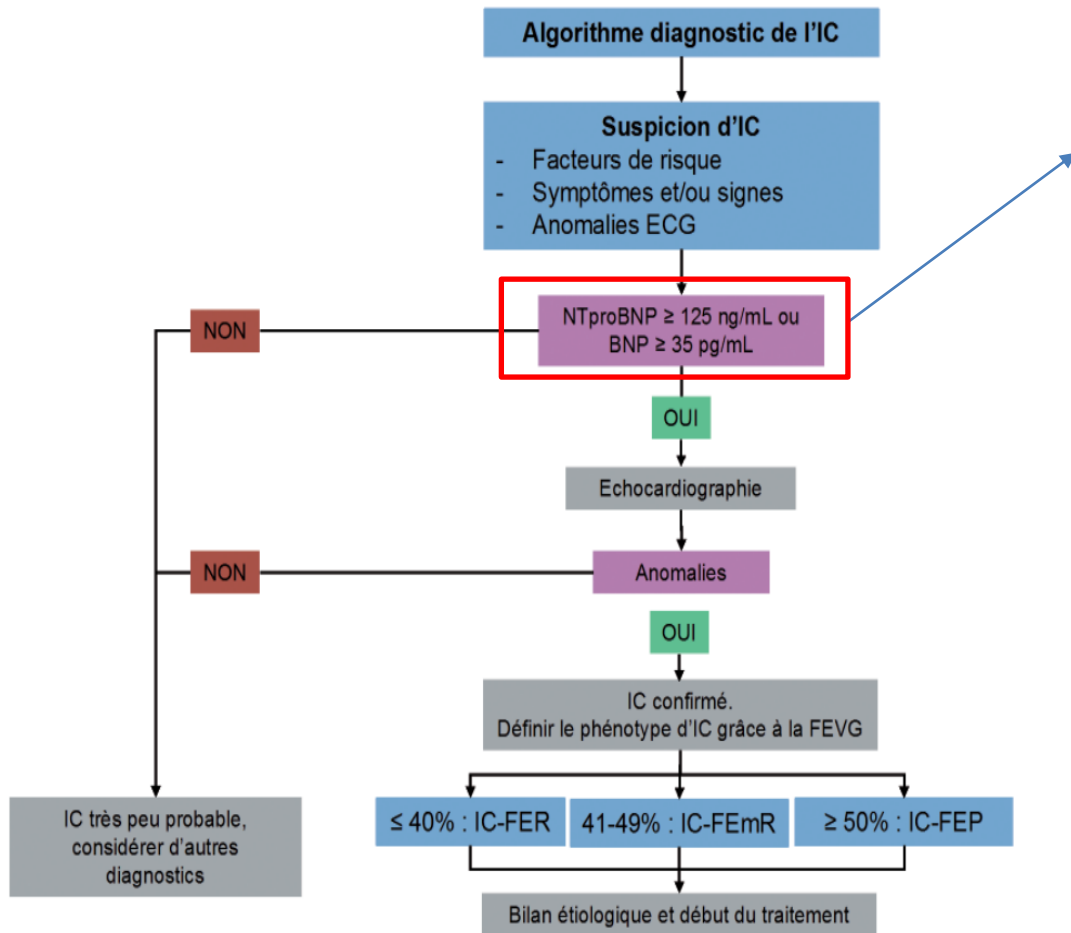 Algorithme diagnostic de l'IC
Suspicion d'IC
- Facteurs de risque
- Symptômes et/ou signes
- Anomalies ECG
NON
NTproBNP ≥ 125 ng/mL ou
BNP ≥ 35 pg/mL
OUI
Echocardiographie
NON
Anomalies
OUI
IC confirmé.
Définir le phénotype d'IC grâce à la FEVG
IC très peu probable,
considérer d'autres
diagnostics
≤ 40% : IC-FER
41-49% : IC-FEmR
≥ 50% : IC-FEP
Bilan étiologique et début du traitement